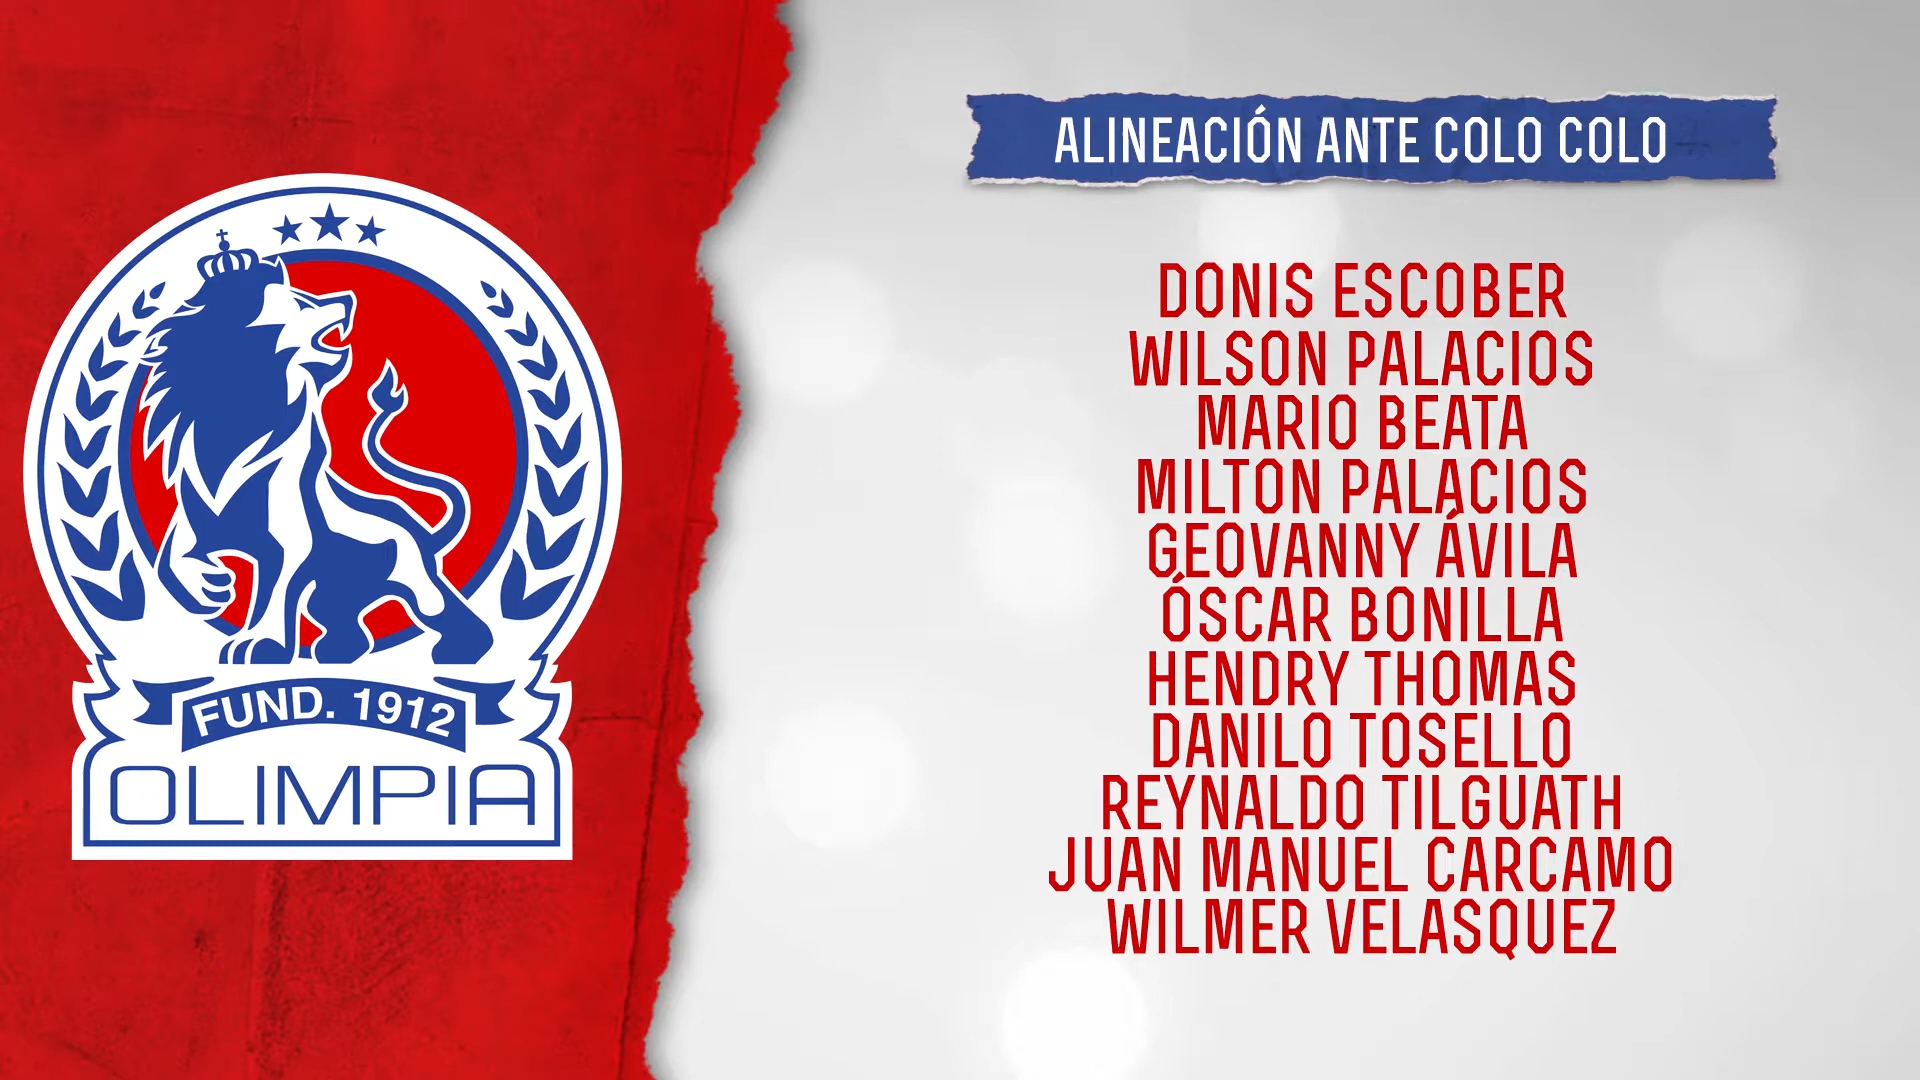 FUND. 1912
OLIMPIA
ALINEACIÓN ANTE COLO COLO
DONIS ESCOBER
WILSON PALACIOS
MARIO BEATA
MILTON PALACIOS
GEOVANNY ÁVILA
ÓSCAR BONILLA
HENDRY THOMAS
DANILO TOSELLO
REYNALDO TILGUATH
JUAN MANUEL CARCAMO
WILMER VELASQUEZ